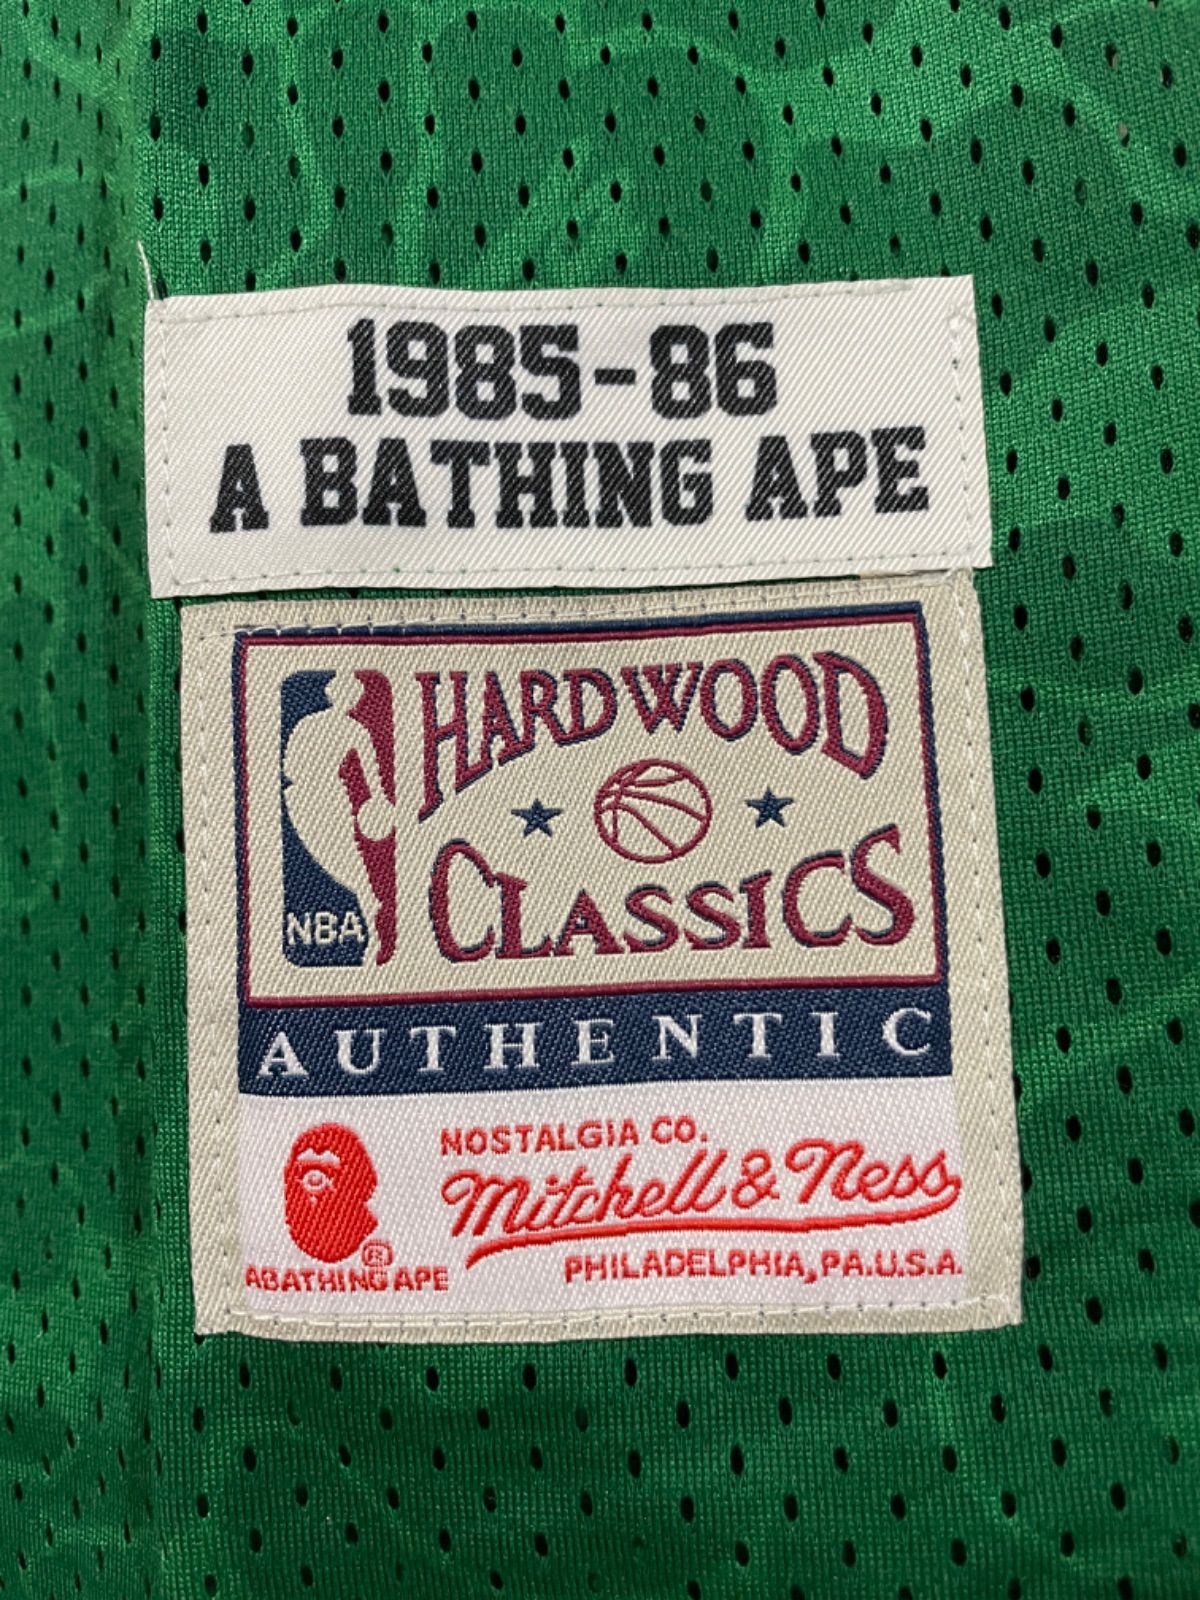 1985-86
A BATHING APE
HARDWOOD
CLASSICS
NBA
AUTHENTIC
NOSTALGIA CO.
Mitchell & Ness
PHILADELPHIA, PA.U.S.A.
®
ABATHING APE